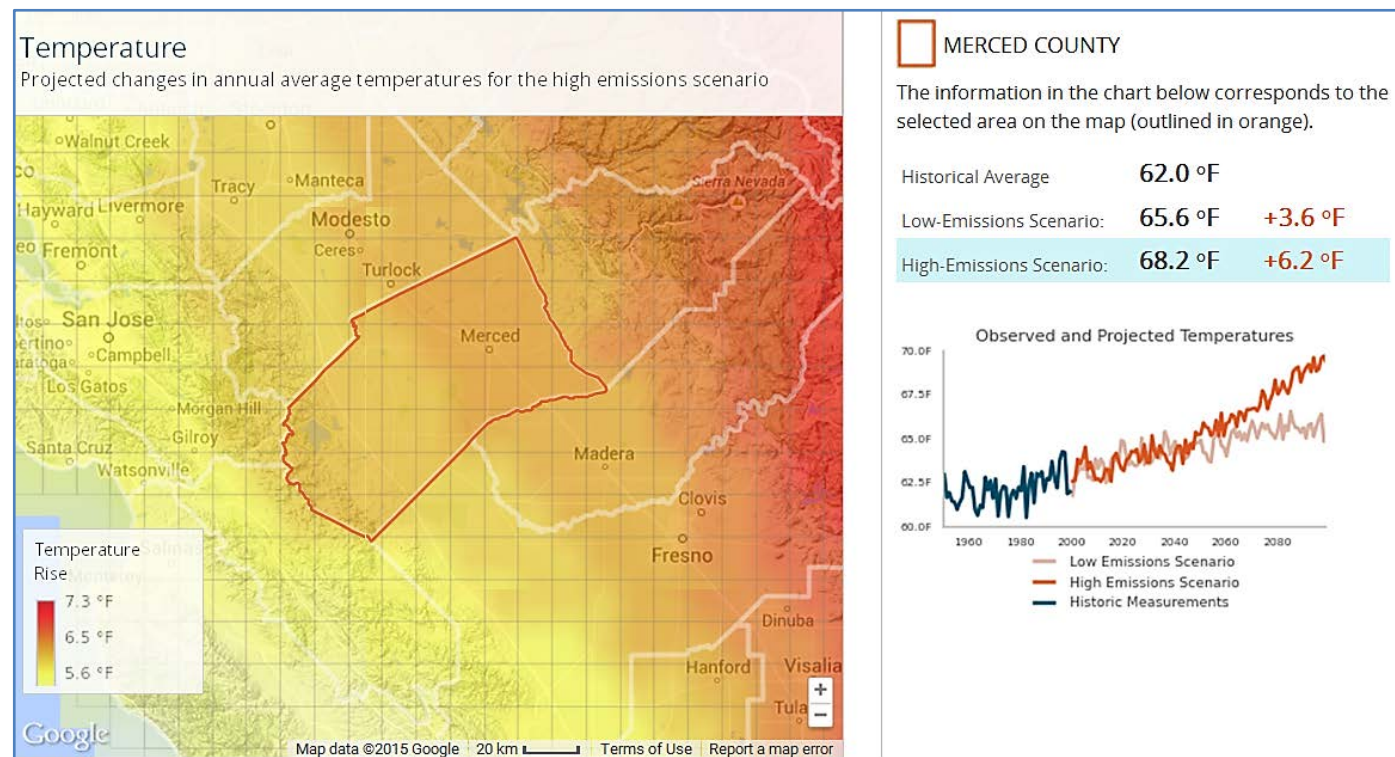 Temperature
Projected changes in annual average temperatures for the high emissions scenario
Walnut Creek
Tracy
Manteca
Hayward
Livermore
Modesto
Fremont
Ceres
Turlock
San Jose
Campbell
Los Gatos
Merced
Morgan Hill
Gilroy
Santa Cruz
Watsonville
Madera
Clovis
Fresno
Sierra Nevada
Salinas
Monterey
Dinuba
Hanford
Visalia
Temperature
Rise
7.3 °F
6.5 °F
5.6 °F
+
−
Google
Map data ©2015 Google
20 km
Terms of Use
Report a map error
MERCED COUNTY
The information in the chart below corresponds to the
selected area on the map (outlined in orange).
Historical Average 62.0 °F
Low-Emissions Scenario: 65.6 °F +3.6 °F
High-Emissions Scenario: 68.2 °F +6.2 °F
Observed and Projected Temperatures
70.0F
67.5F
65.0F
62.5F
60.0F
1960 1980 2000 2020 2040 2060 2080
Low Emissions Scenario
High Emissions Scenario
Historic Measurements